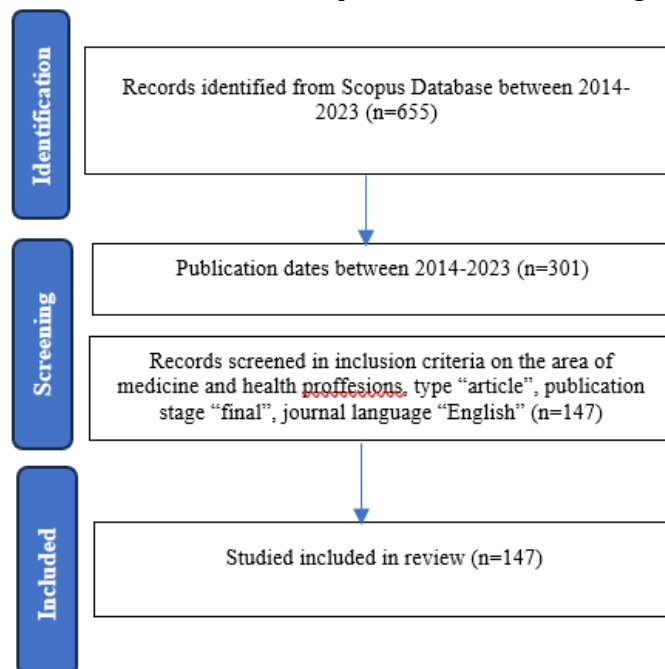 Identification
Records identified from Scopus Database between 2014-
2023 (n=655)
Screening
Publication dates between 2014-2023 (n=301)
Records screened in inclusion criteria on the area of
medicine and health proffesions, type “article”, publication
stage “final”, journal language “English” (n=147)
Included
Studied included in review (n=147)